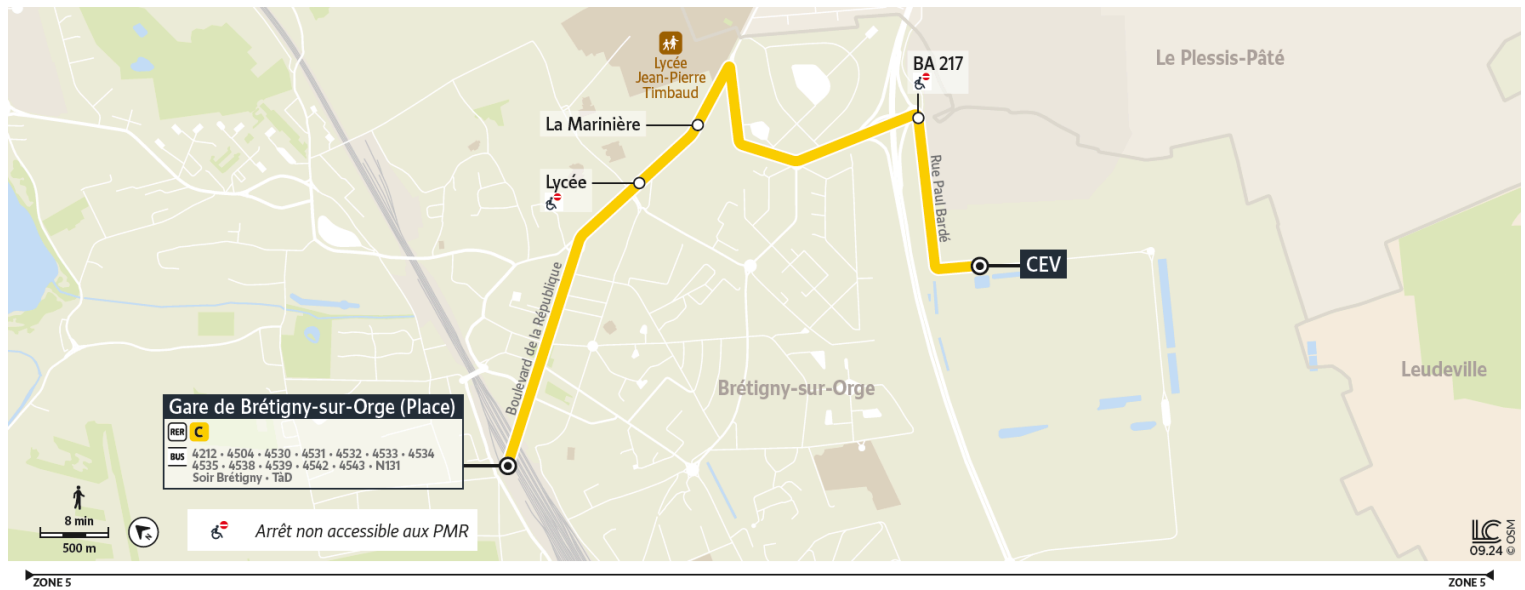 Le Plessis-Pâté
BA 217
Lycée
Jean-Pierre
Timbaud
La Marinière
Lycée
Rue Paul Bardé
CEV
Boulevard de la République
Leudeville
Brétigny-sur-Orge
Gare de Brétigny-sur-Orge (Place)
RER C
BUS 4212 • 4504 • 4530 • 4531 • 4532 • 4533 • 4534
4535 • 4538 • 4539 • 4542 • 4543 • N131
Soir Brétigny • TàD
8 min
500 m
Arrêt non accessible aux PMR
LC
09.24 © OSM
ZONE 5
ZONE 5